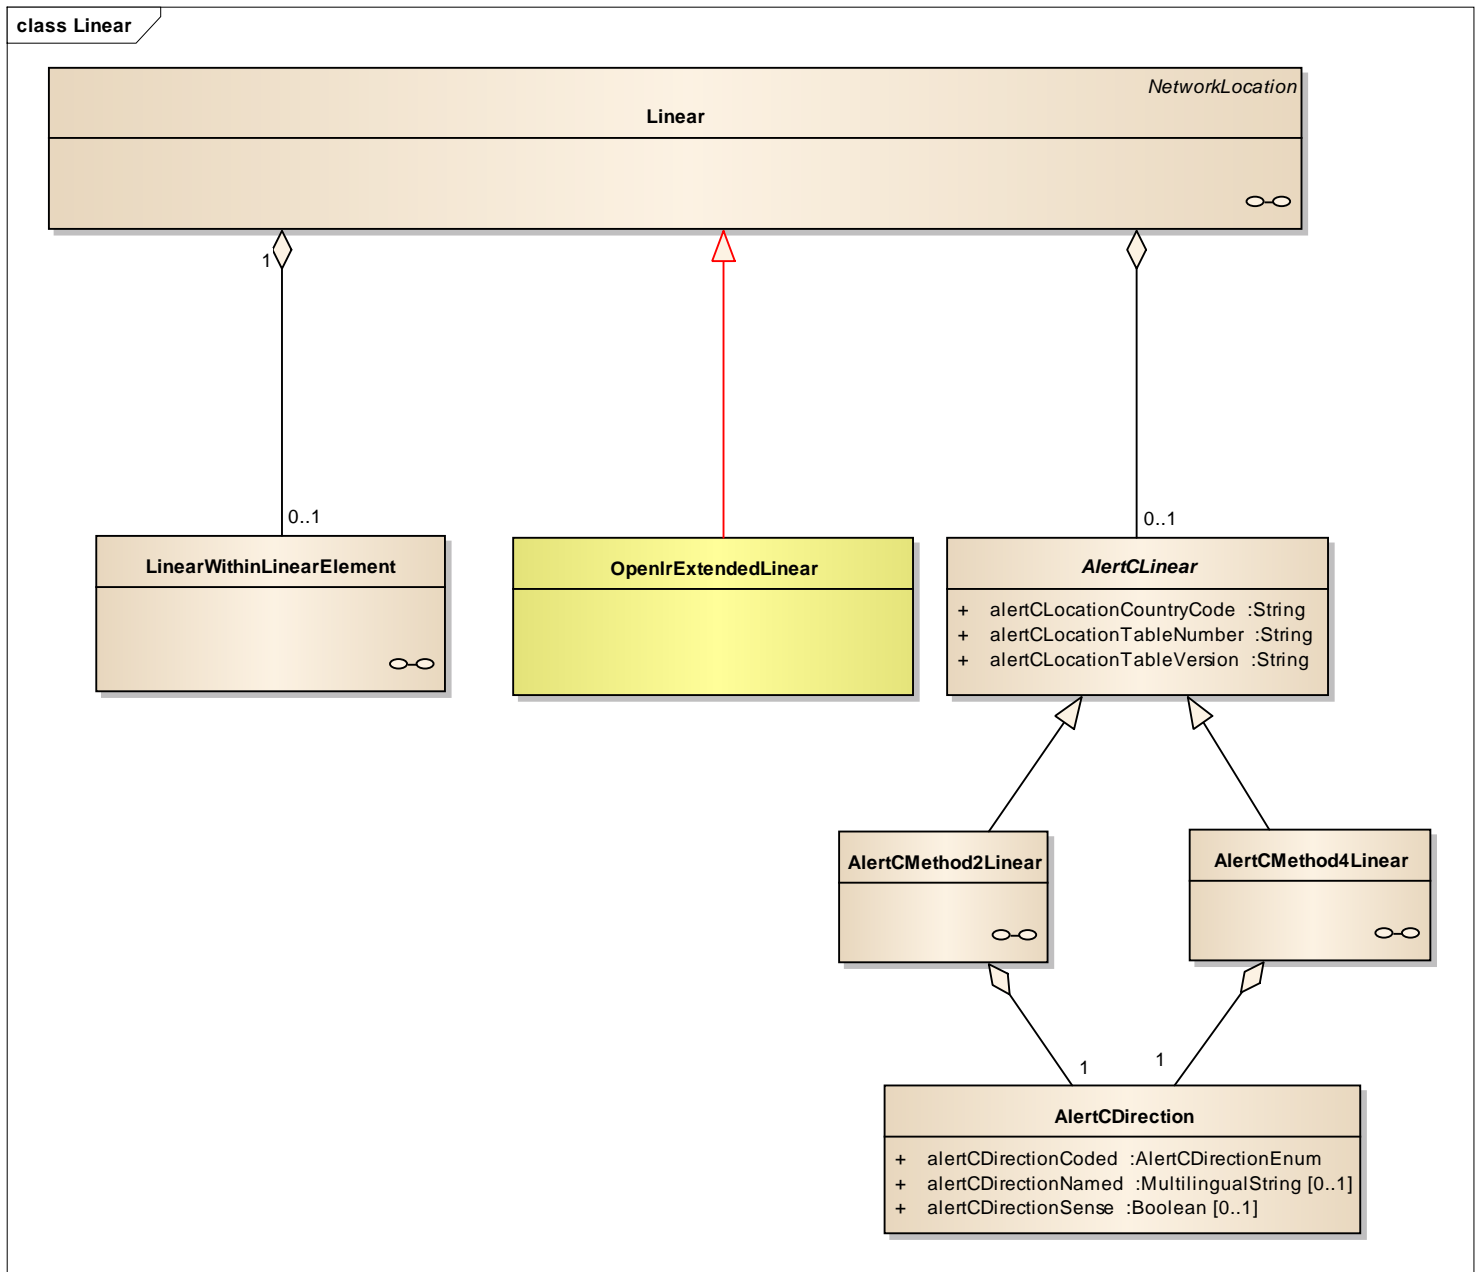 class Linear
NetworkLocation
Linear
1
0..1
0..1
LinearWithinLinearElement
OpenlrExtendedLinear
AlertCLinear
+ alertCLocationCountryCode :String
+ alertCLocationTableNumber :String
+ alertCLocationTableVersion :String
AlertCMethod2Linear
AlertCMethod4Linear
1
1
AlertCDirection
+ alertCDirectionCoded :AlertCDirectionEnum
+ alertCDirectionNamed :MultilingualString [0..1]
+ alertCDirectionSense :Boolean [0..1]